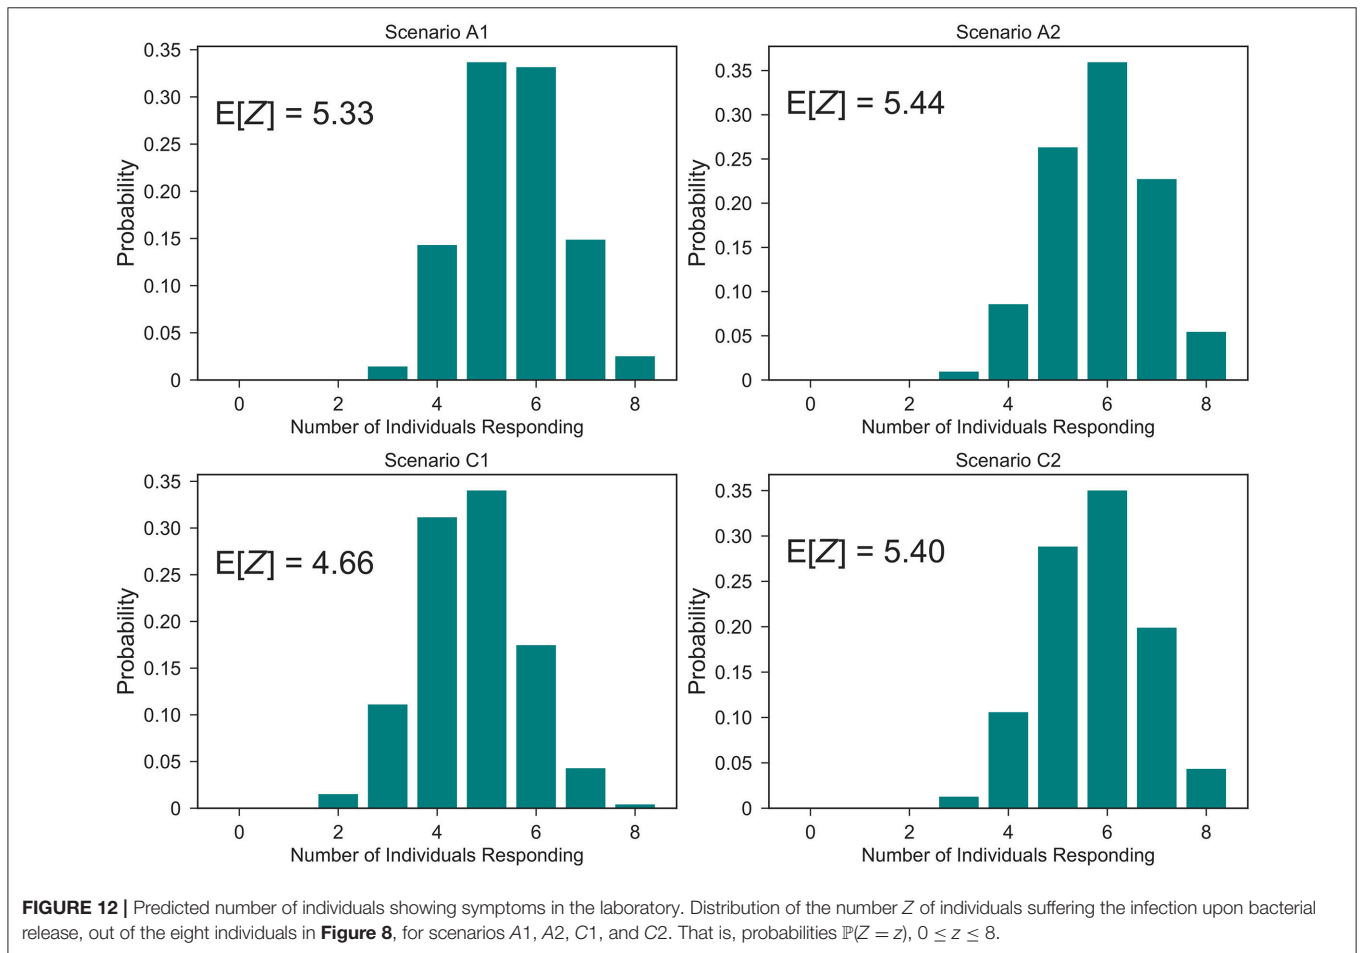 Scenario A1
0.35
0.30
0.25
0.20
0.15
0.10
0.05
0
Probability
E[Z] = 5.33
0 2 4 6 8
Number of Individuals Responding
Scenario A2
0.35
0.30
0.25
0.20
0.15
0.10
0.05
0
Probability
E[Z] = 5.44
0 2 4 6 8
Number of Individuals Responding
Scenario C1
0.35
0.30
0.25
0.20
0.15
0.10
0.05
0
Probability
E[Z] = 4.66
0 2 4 6 8
Number of Individuals Responding
Scenario C2
0.35
0.30
0.25
0.20
0.15
0.10
0.05
0
Probability
E[Z] = 5.40
0 2 4 6 8
Number of Individuals Responding
FIGURE 12 | Predicted number of individuals showing symptoms in the laboratory. Distribution of the number Z of individuals suffering the infection upon bacterial
release, out of the eight individuals in Figure 8, for scenarios A1, A2, C1, and C2. That is, probabilities ℙ(Z = z), 0 ≤ z ≤ 8.